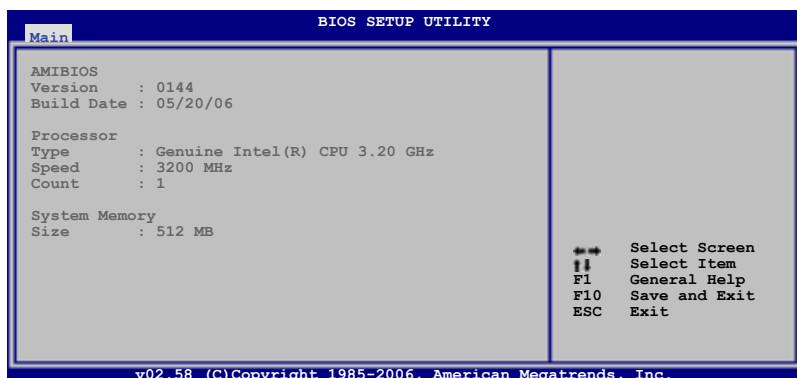 BIOS SETUP UTILITY
Main
AMIBIOS
Version : 0144
Build Date : 05/20/06
Processor
Type : Genuine Intel(R) CPU 3.20 GHz
Speed : 3200 MHz
Count : 1
System Memory
Size : 512 MB
←→ Select Screen
↑↓ Select Item
F1 General Help
F10 Save and Exit
ESC Exit
v02.58 (C)Copyright 1985-2006, American Megatrends, Inc.